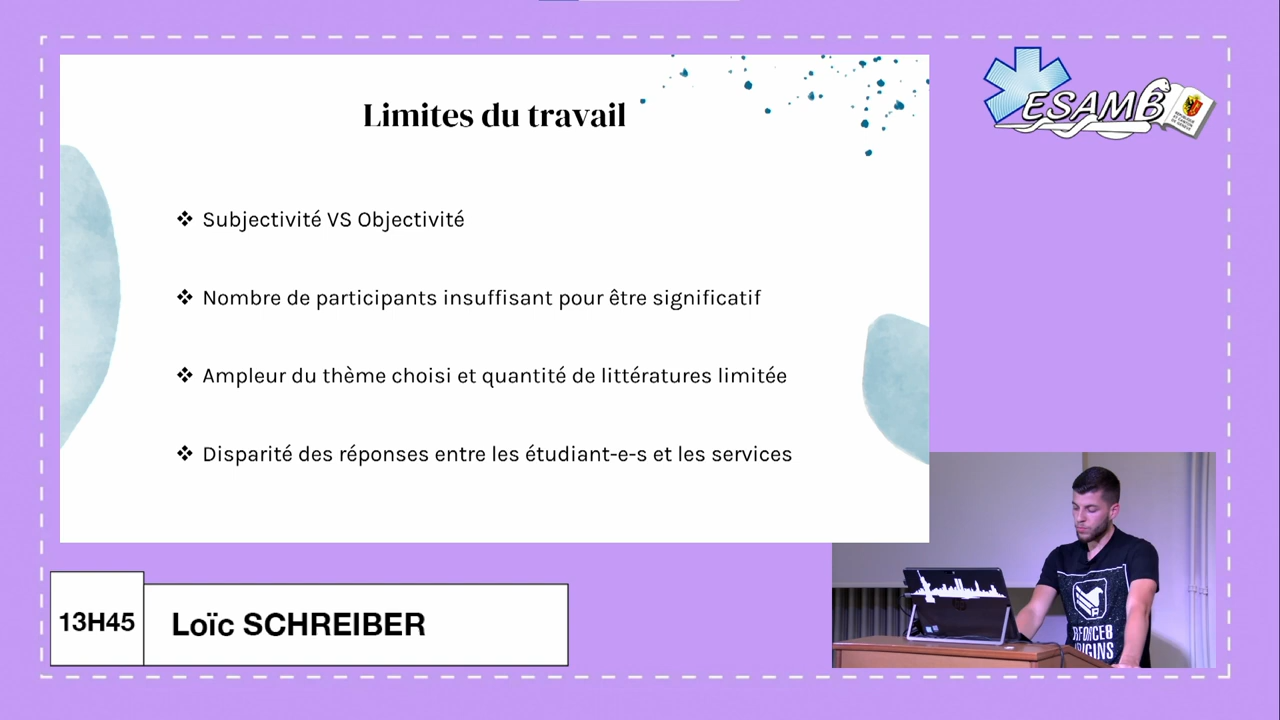 Limites du travail
❖ Subjectivité VS Objectivité
❖ Nombre de participants insuffisant pour être significatif
❖ Ampleur du thème choisi et quantité de littératures limitée
❖ Disparité des réponses entre les étudiant-e-s et les services
ESAMB
13H45
Loïc SCHREIBER